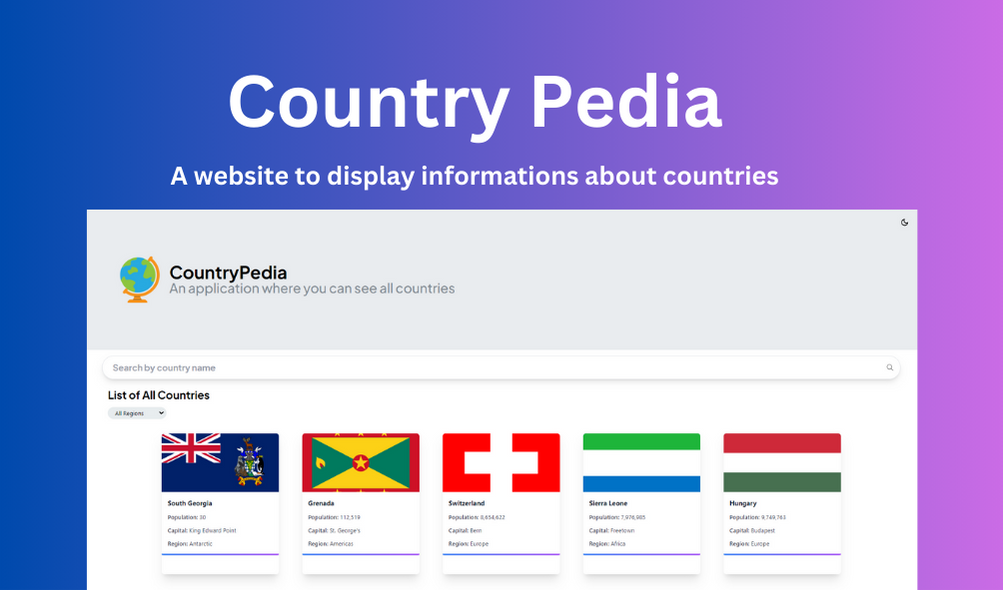 Country Pedia
A website to display informations about countries
CountryPedia
An application where you can see all countries
Search by country name
List of All Countries
All Regions
South Georgia
Population: 30
Capital: King Edward Point
Region: Antarctic
Grenada
Population: 112,519
Capital: St. George's
Region: Americas
Switzerland
Population: 8,654,622
Capital: Bern
Region: Europe
Sierra Leone
Population: 7,976,985
Capital: Freetown
Region: Africa
Hungary
Population: 9,749,763
Capital: Budapest
Region: Europe